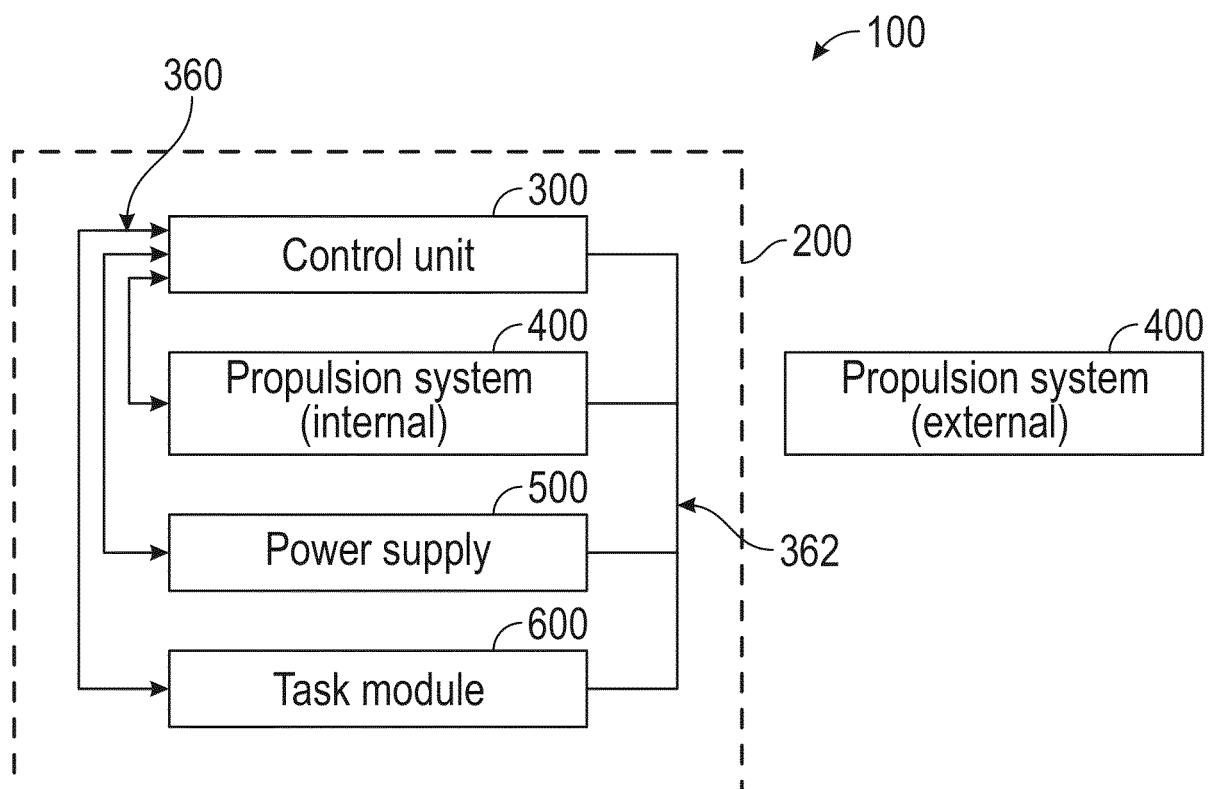 100
360
300
Control unit
200
400
Propulsion system
(internal)
400
Propulsion system
(external)
500
Power supply
362
600
Task module